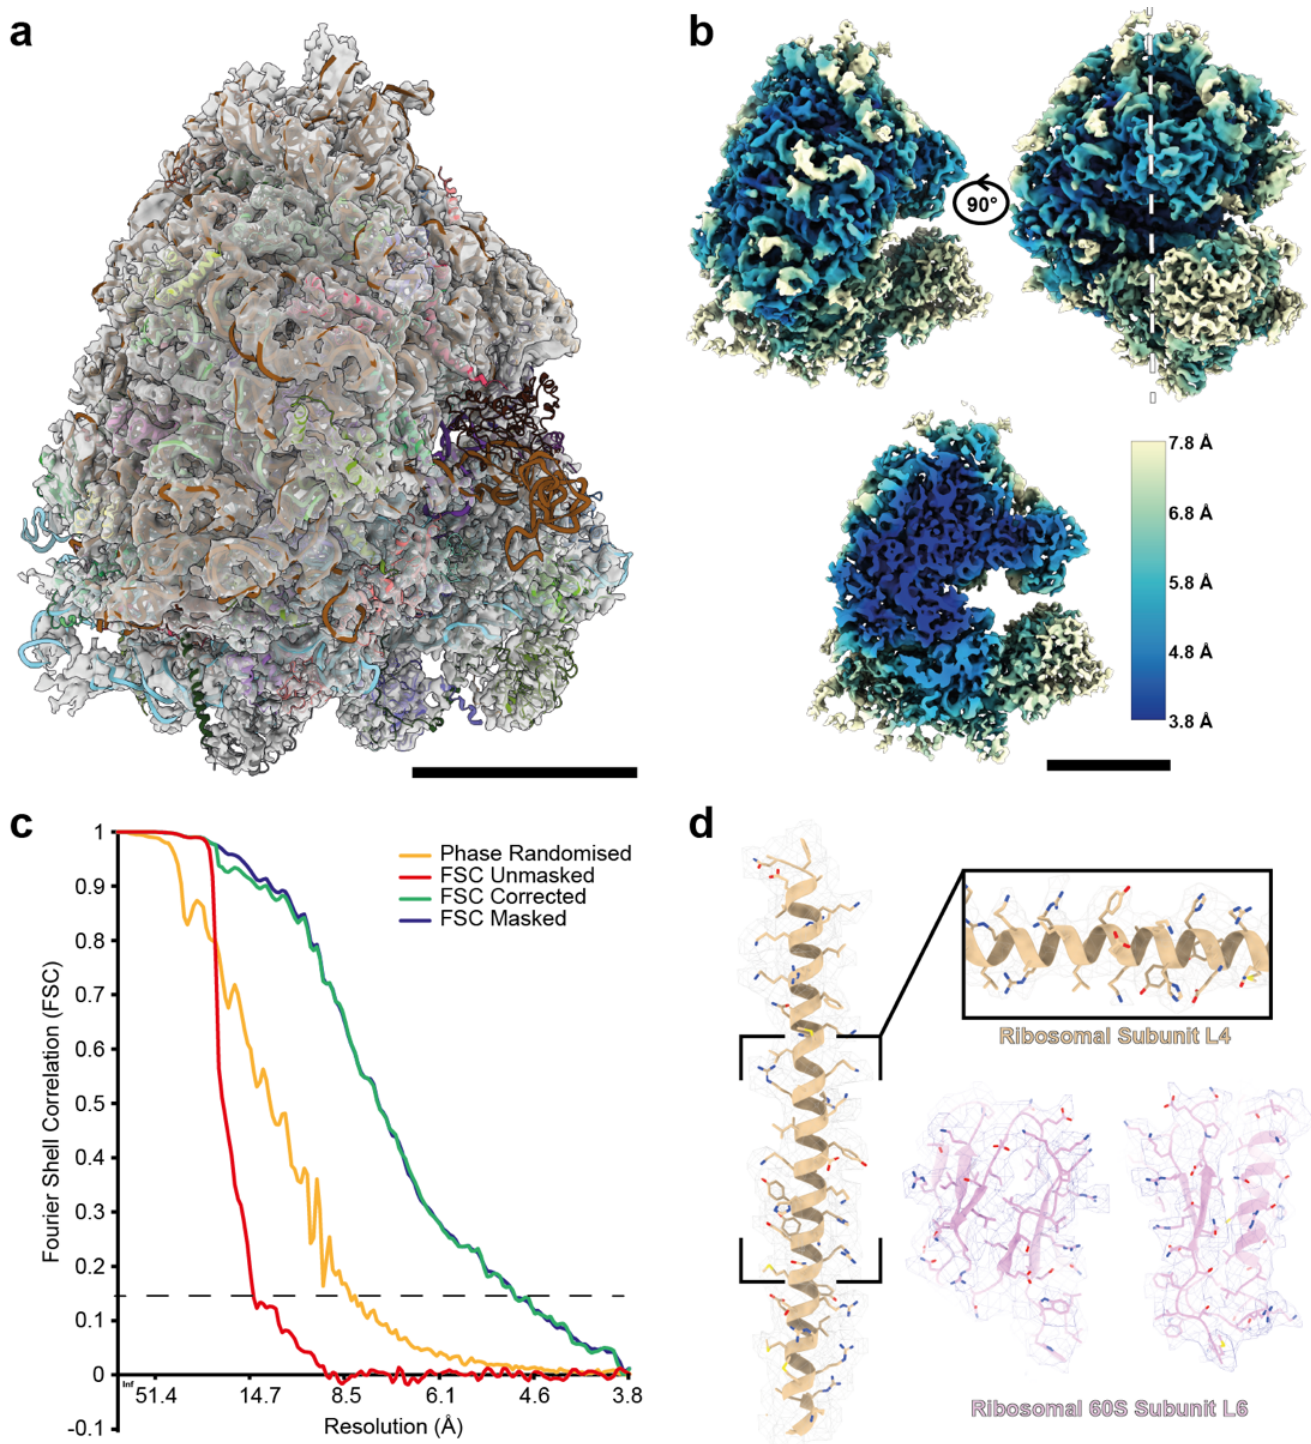 a
b
90°
7.8 Å
6.8 Å
5.8 Å
4.8 Å
3.8 Å
c
Fourier Shell Correlation (FSC)
1
0.9
0.8
0.7
0.6
0.5
0.4
0.3
0.2
0.1
0
-0.1
Phase Randomised
FSC Unmasked
FSC Corrected
FSC Masked
Inf 51.4 14.7 8.5 6.1 4.6 3.8
Resolution (Å)
d
Ribosomal Subunit L4
Ribosomal 60S Subunit L6